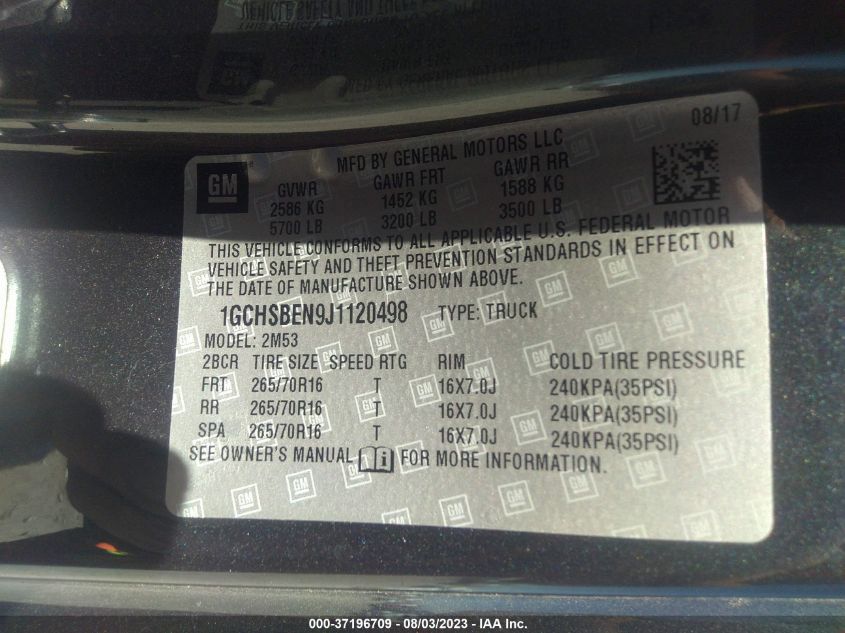 08/17
MFD BY GENERAL MOTORS LLC
GM
GVWR GAWR FRT GAWR RR
2586 KG 1452 KG 1588 KG
5700 LB 3200 LB 3500 LB
THIS VEHICLE CONFORMS TO ALL APPLICABLE U.S. FEDERAL MOTOR
VEHICLE SAFETY AND THEFT PREVENTION STANDARDS IN EFFECT ON
THE DATE OF MANUFACTURE SHOWN ABOVE.
1GCHSBEN9J1120498 TYPE: TRUCK
MODEL: 2M53
2BCR TIRE SIZE SPEED RTG RIM COLD TIRE PRESSURE
FRT 265/70R16 T 16X7.0J 240KPA(35PSI)
RR 265/70R16 T 16X7.0J 240KPA(35PSI)
SPA 265/70R16 T 16X7.0J 240KPA(35PSI)
SEE OWNER'S MANUAL i FOR MORE INFORMATION.
000-37196709 - 08/03/2023 - © IAA Inc.